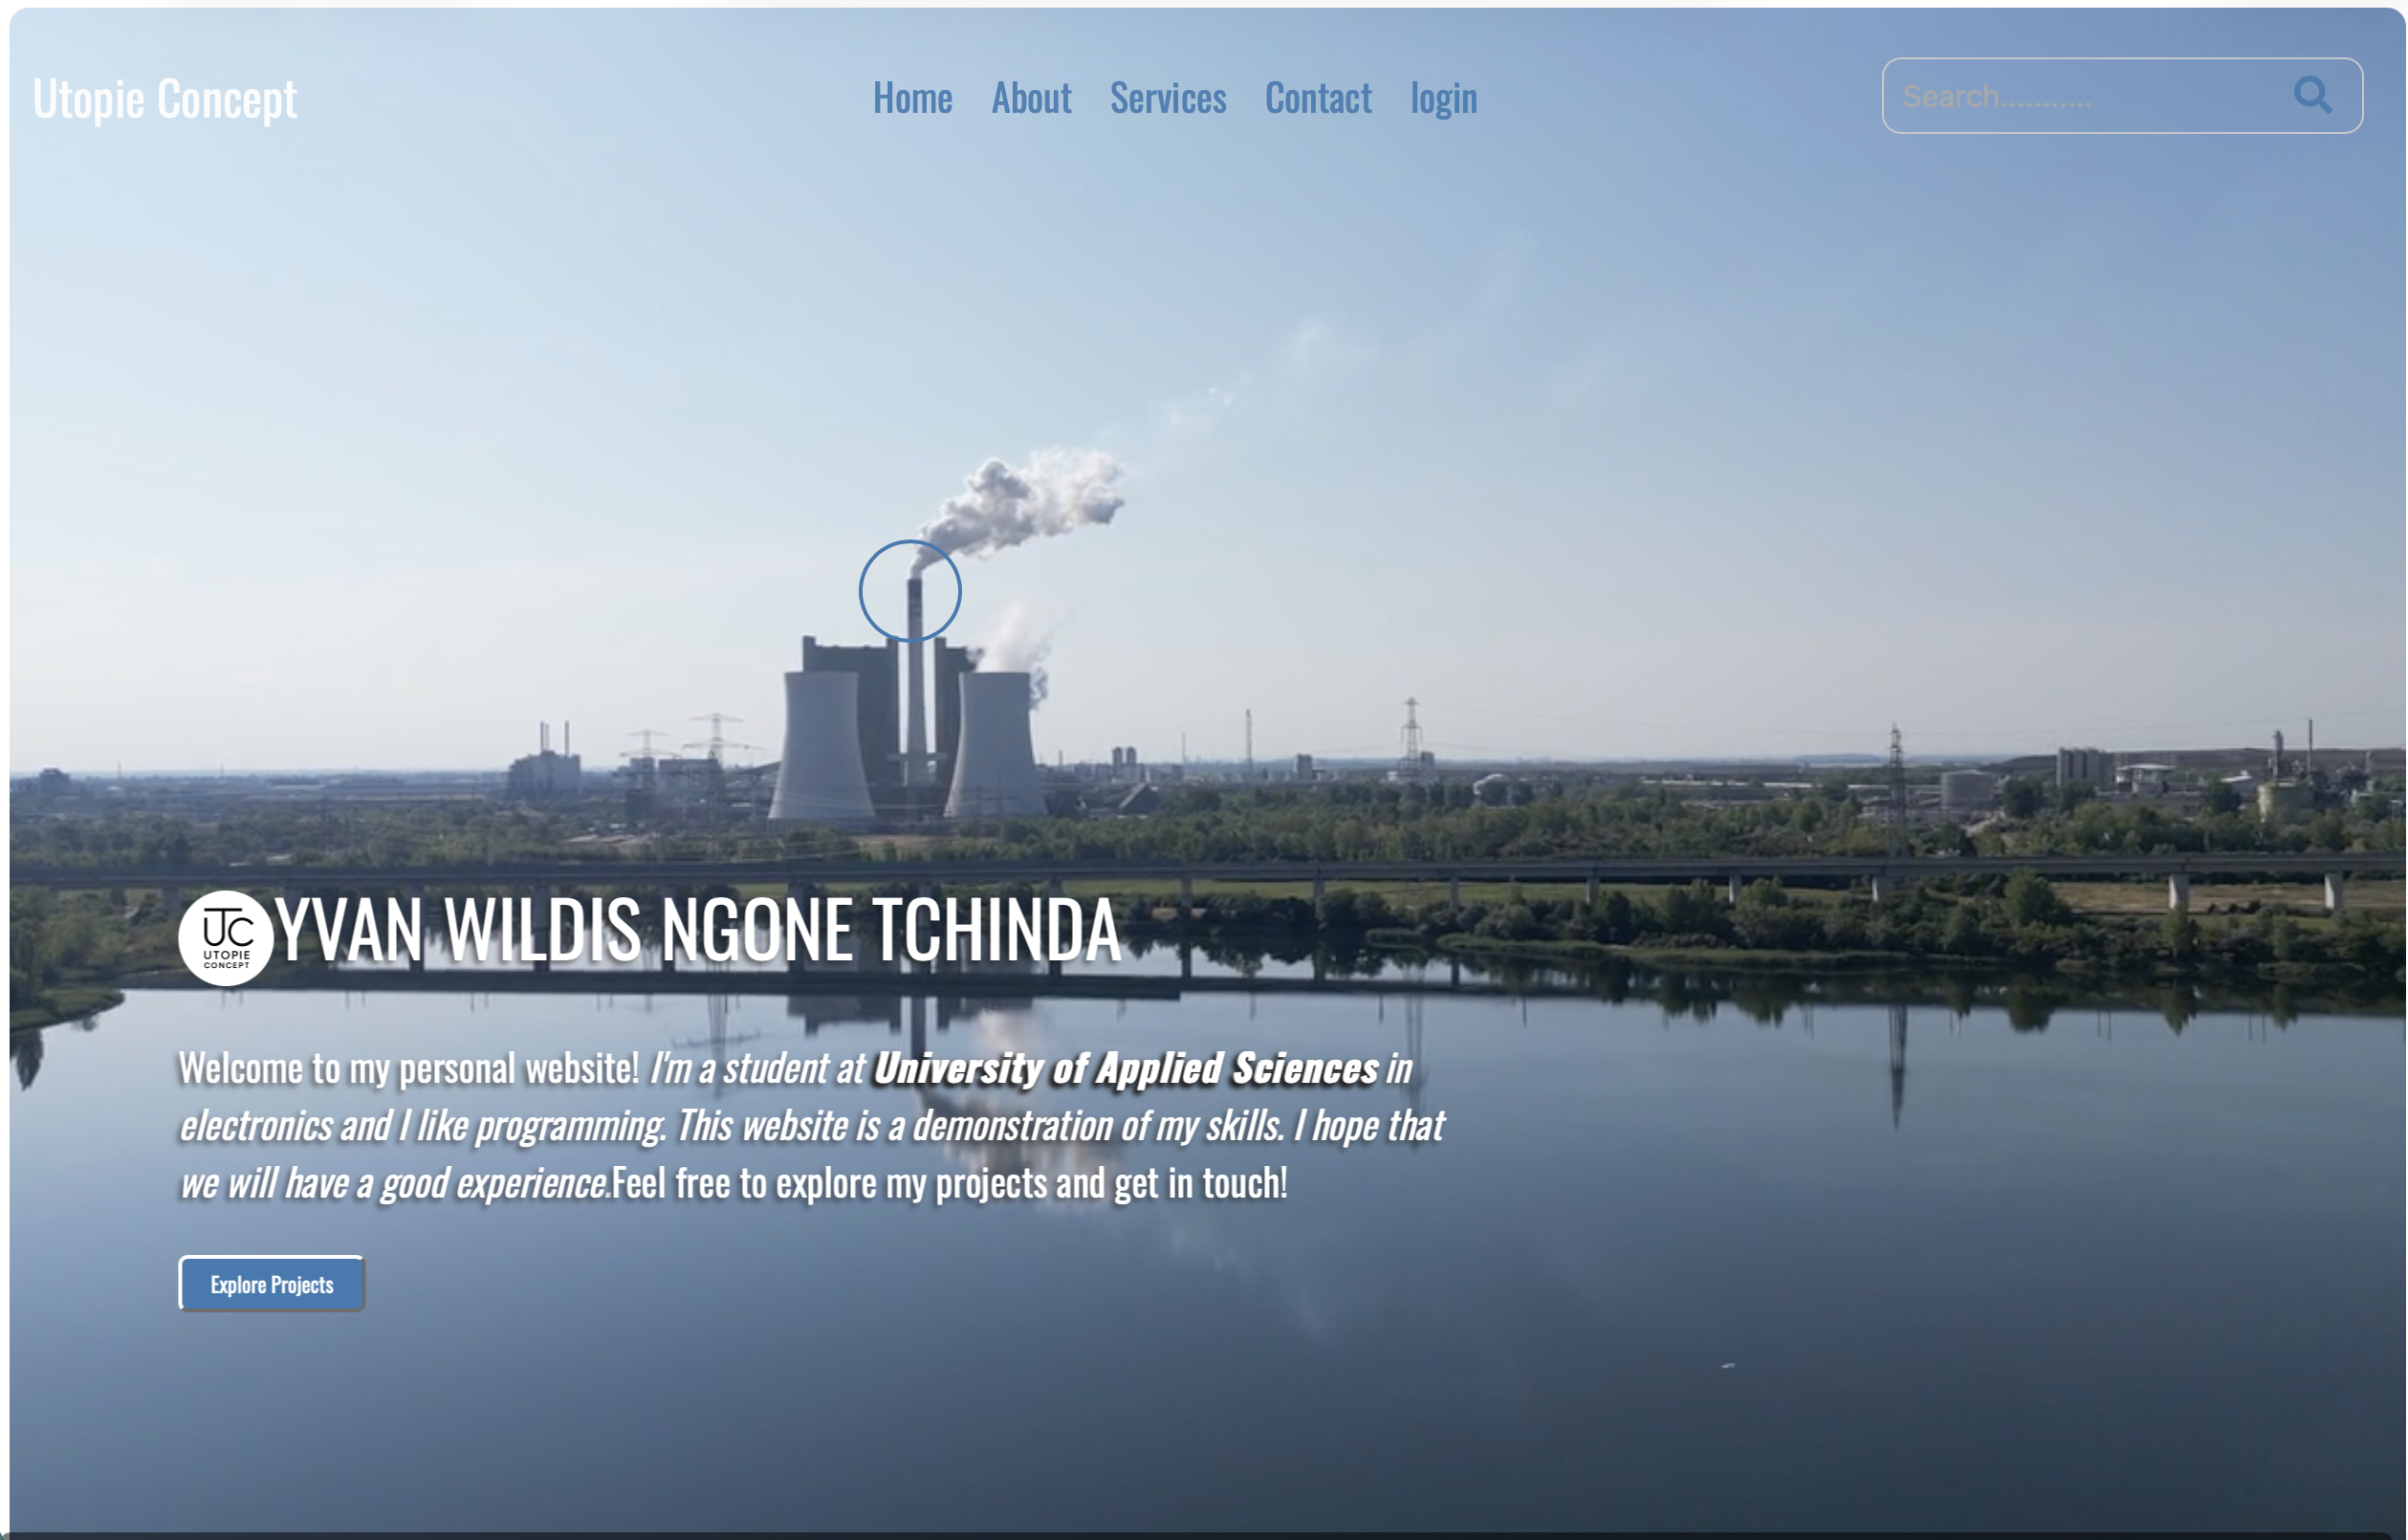 Utopie Concept
Home About Services Contact login
Search...........
UTC
UTOPIE
CONCEPT
YVAN WILDIS NGONE TCHINDA
Welcome to my personal website! I'm a student at University of Applied Sciences in
electronics and I like programming. This website is a demonstration of my skills. I hope that
we will have a good experience.Feel free to explore my projects and get in touch!
Explore Projects